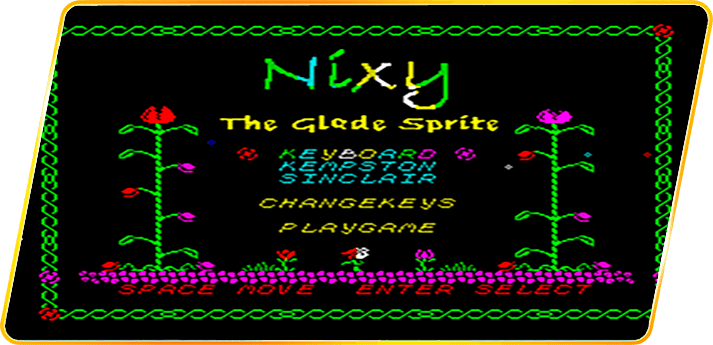 Nixy
The Glade Sprite
KEYBOARD
KEMPSTON
SINCLAIR
CHANGEKEYS
PLAYGAME
SPACE MOVE ENTER SELECT